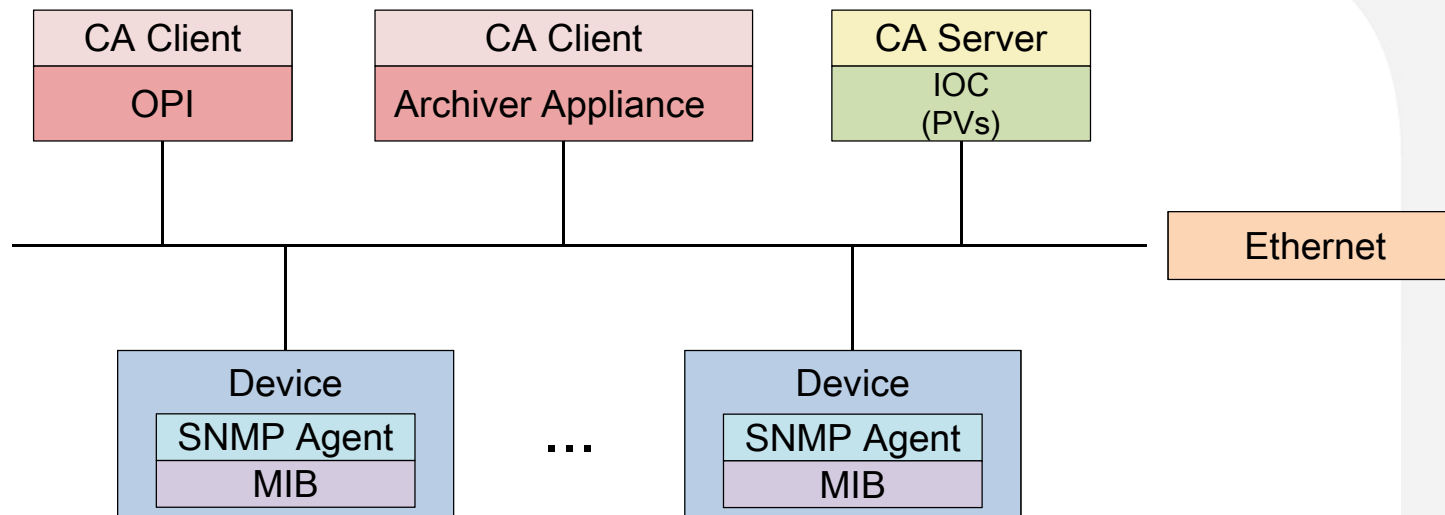 CA Client
OPI
CA Client
Archiver Appliance
CA Server
IOC
(PVs)
Ethernet
Device
SNMP Agent
MIB
...
Device
SNMP Agent
MIB